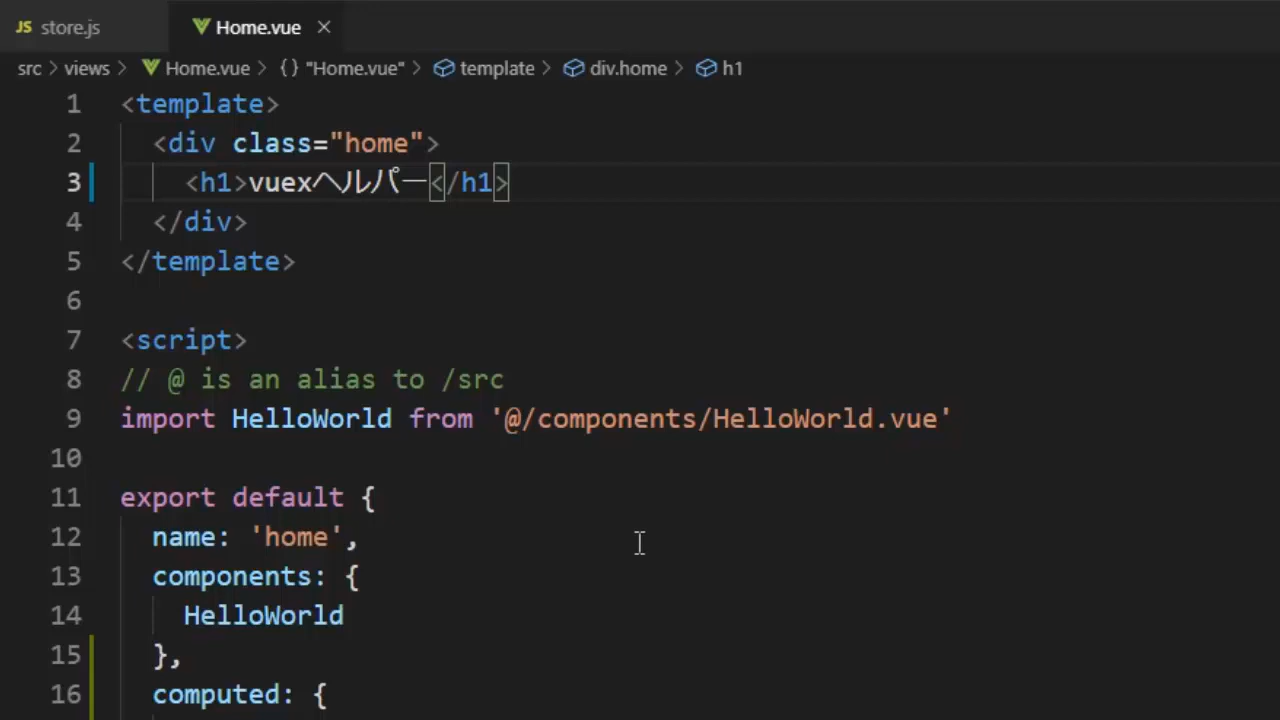 JS store.js Home.vue ×
src > views > Home.vue > {} "Home.vue" > template > div.home > h1
1 <template>
2 <div class="home">
3 <h1>vuexヘルパー</h1>
4 </div>
5 </template>
6
7 <script>
8 // @ is an alias to /src
9 import HelloWorld from '@/components/HelloWorld.vue'
10
11 export default {
12 name: 'home',
13 components: {
14 HelloWorld
15 },
16 computed: {